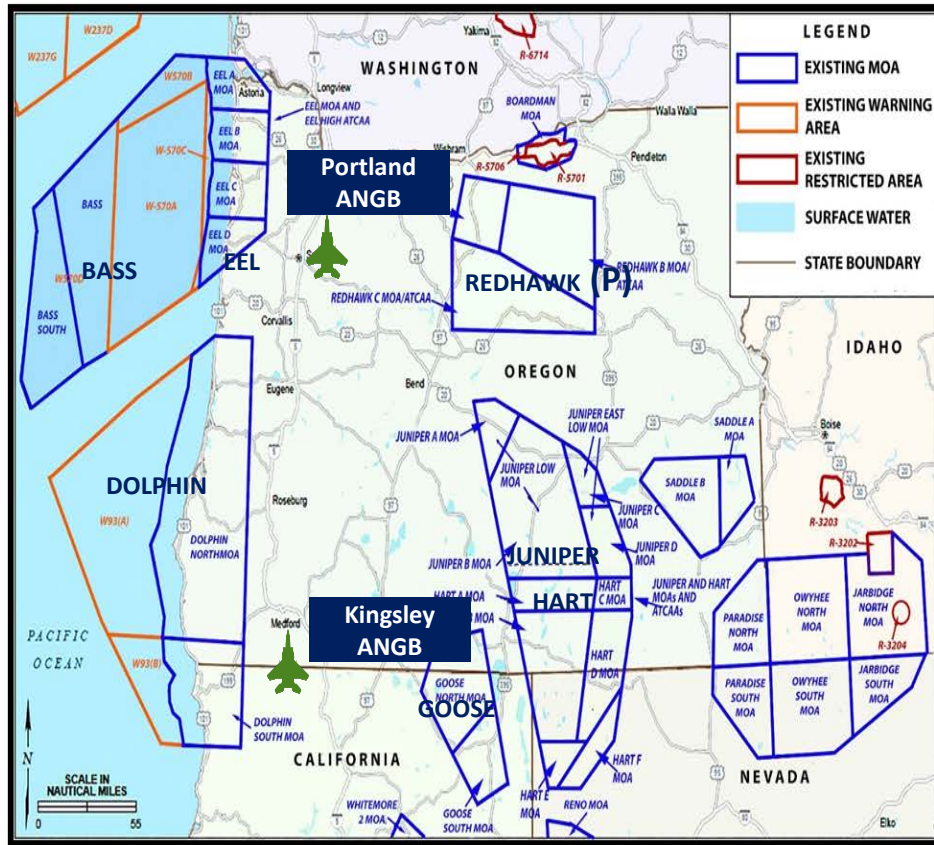 W237D
W237G
Yakima
R-6714
WASHINGTON
LEGEND
EXISTING MOA
EXISTING WARNING
AREA
EXISTING
RESTRICTED AREA
SURFACE WATER
STATE BOUNDARY
W570B
EEL A
MOA
Astoria
Longview
EEL MOA AND
EEL HIGH ATCAA
BOARDMAN
MOA
Walla Walla
W-570C
EEL B
MOA
Wishram
Pendleton
R-5706
R-5701
Portland
ANGB
BASS
W-570A
EEL C
MOA
EEL D
MOA
EEL
BASS
W570D
BASS
SOUTH
REDHAWK (P)
REDHAWK B MOA/
ATCAA
REDHAWK C MOA/ATCAA
Corvallis
IDAHO
OREGON
Eugene
Bend
Boise
JUNIPER EAST
LOW MOA
SADDLE A
MOA
JUNIPER A MOA
JUNIPER LOW
MOA
SADDLE B
MOA
DOLPHIN
Roseburg
W93(A)
JUNIPER C
MOA
R-3203
DOLPHIN
NORTHMOA
JUNIPER D
MOA
R-3202
JUNIPER B MOA
JUNIPER
HART A MOA
HART
HART
C MOA
JUNIPER AND HART
MOAs AND
ATCAAs
PARADISE
NORTH
MOA
OWYHEE
NORTH
MOA
JARBIDGE
NORTH
MOA
R-3204
Kingsley
ANGB
B MOA
Medford
PACIFIC
OCEAN
W93(B)
HART
D MOA
GOOSE
NORTH MOA
GOOSE
PARADISE
SOUTH
MOA
OWYHEE
SOUTH
MOA
JARBIDGE
SOUTH
MOA
DOLPHIN
SOUTH MOA
N
CALIFORNIA
HART F
MOA
NEVADA
SCALE IN
NAUTICAL MILES
0 55
WHITEMORE
2 MOA
GOOSE
SOUTH MOA
HART E
MOA
RENO MOA
Elko